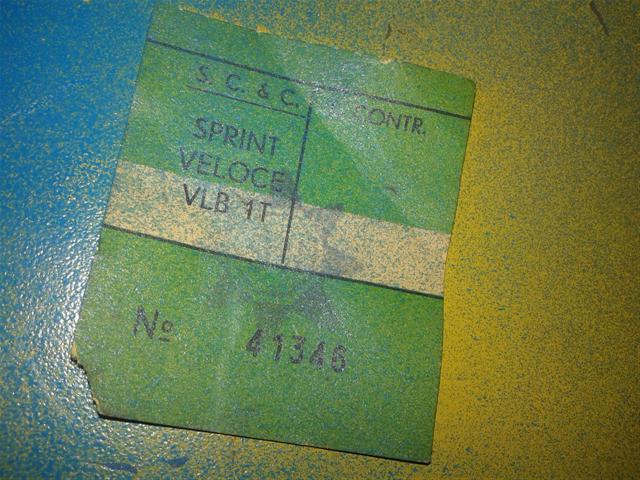 S. C. & C.
CONTR.
SPRINT
VELOCE
VLB 1T
Nº 41346